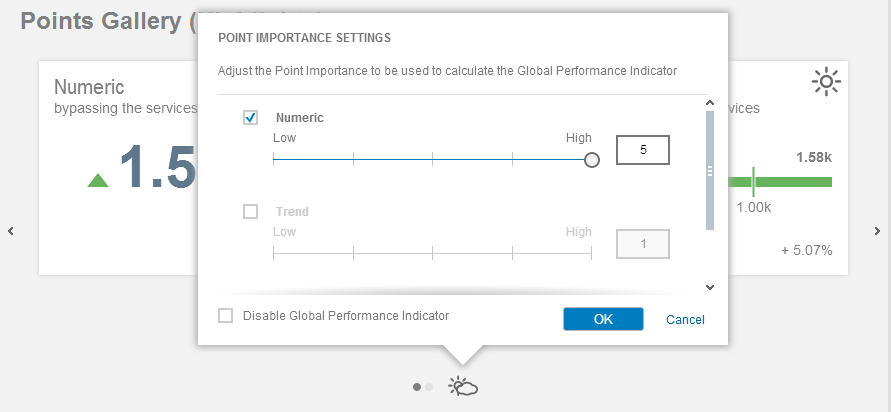 Points Gallery (
POINT IMPORTANCE SETTINGS
Adjust the Point Importance to be used to calculate the Global Performance Indicator
Numeric
bypassing the services
vices
1.5
1.58k
1.00k
+ 5.07%
Numeric
Low High 5
Trend
Low High 1
Disable Global Performance Indicator OK Cancel